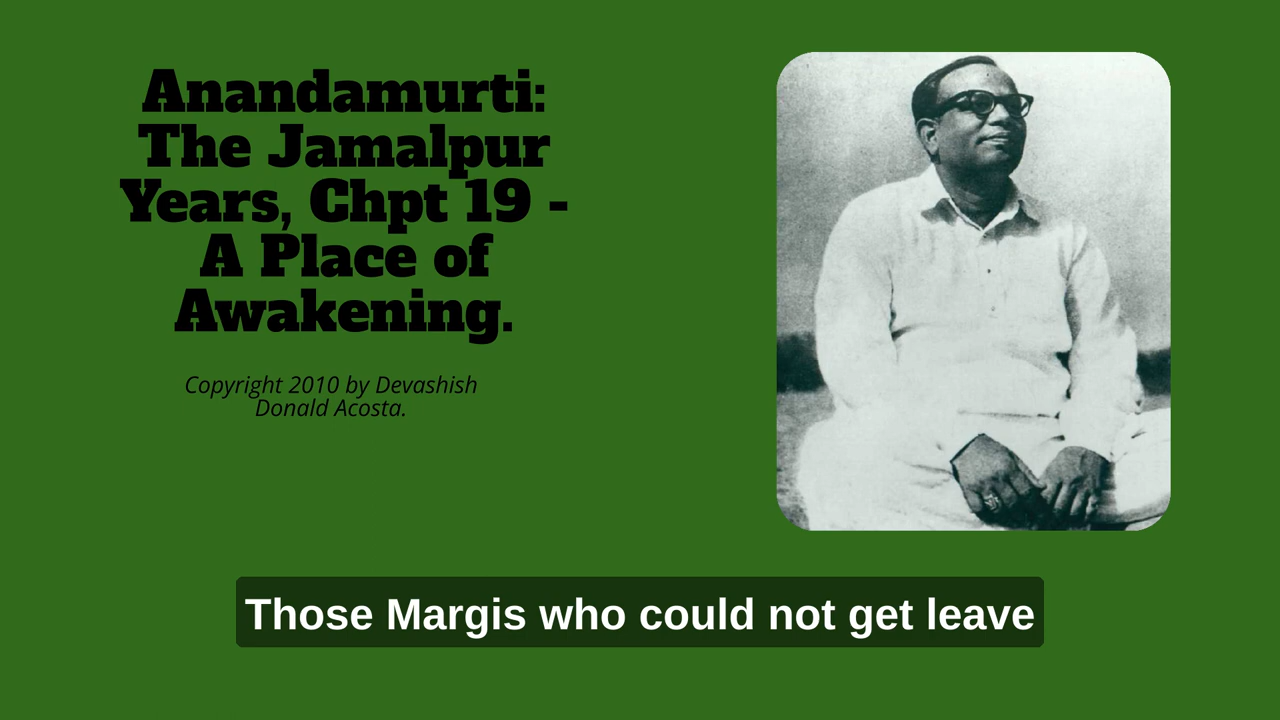 Anandamurti:
The Jamalpur
Years, Chpt 19 -
A Place of
Awakening.
Copyright 2010 by Devashish
Donald Acosta.
Those Margis who could not get leave